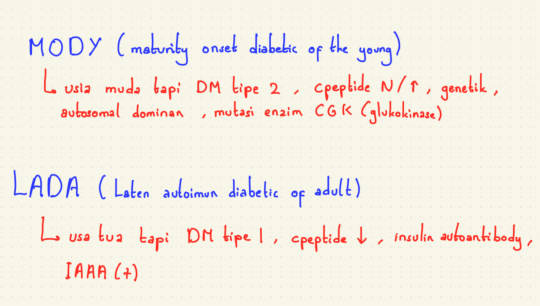 MODY (maturity onset diabetic of the young)
↳ usia muda tapi DM tipe 2, cpeptide N/↑, genetik,
autosomal dominan, mutasi enzim CGK (glukokinase)
LADA (Laten autoimun diabetic of adult)
↳ usa tua tapi DM tipe 1, cpeptide ↓, insulin autoantibody,
IAAA (+)